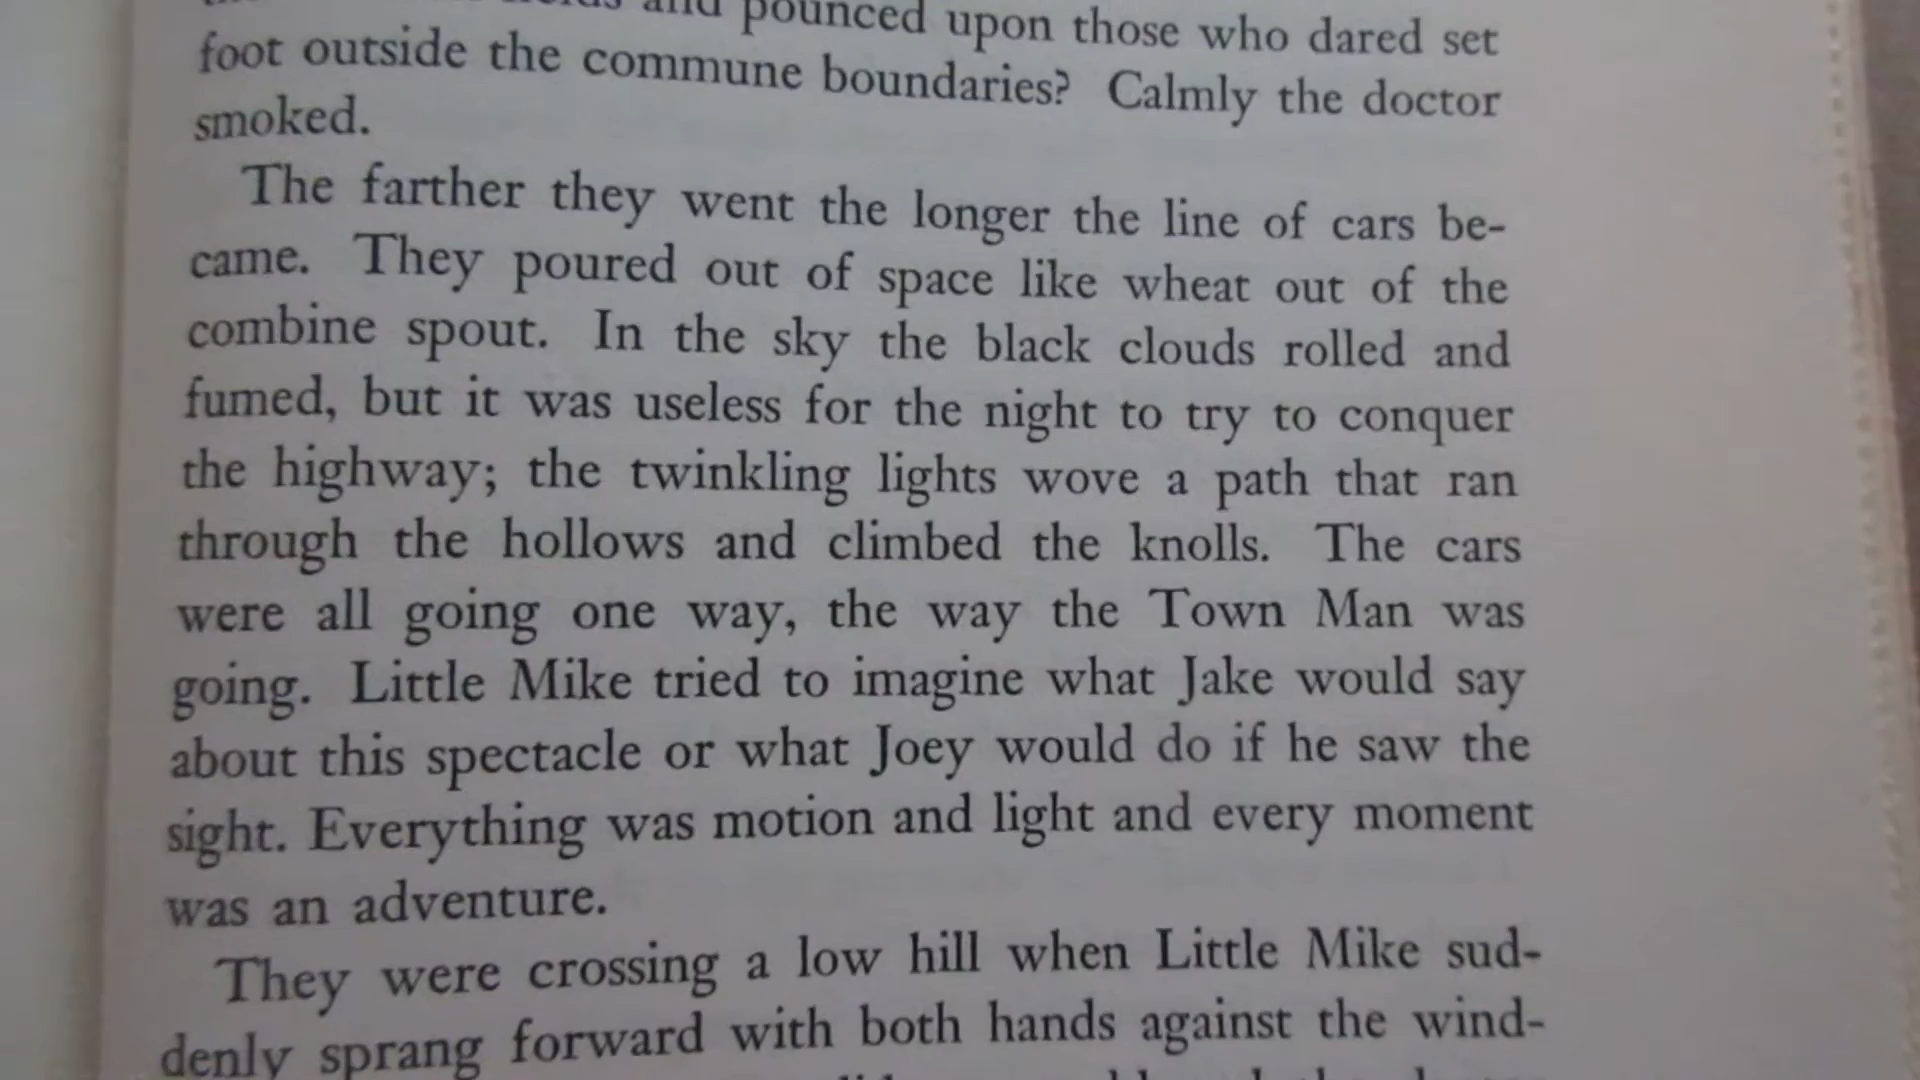 and pounced upon those who dared set
foot outside the commune boundaries? Calmly the doctor
smoked.
The farther they went the longer the line of cars be-
came. They poured out of space like wheat out of the
combine spout. In the sky the black clouds rolled and
fumed, but it was useless for the night to try to conquer
the highway; the twinkling lights wove a path that ran
through the hollows and climbed the knolls. The cars
were all going one way, the way the Town Man was
going. Little Mike tried to imagine what Jake would say
about this spectacle or what Joey would do if he saw the
sight. Everything was motion and light and every moment
was an adventure.
They were crossing a low hill when Little Mike sud-
denly sprang forward with both hands against the wind-